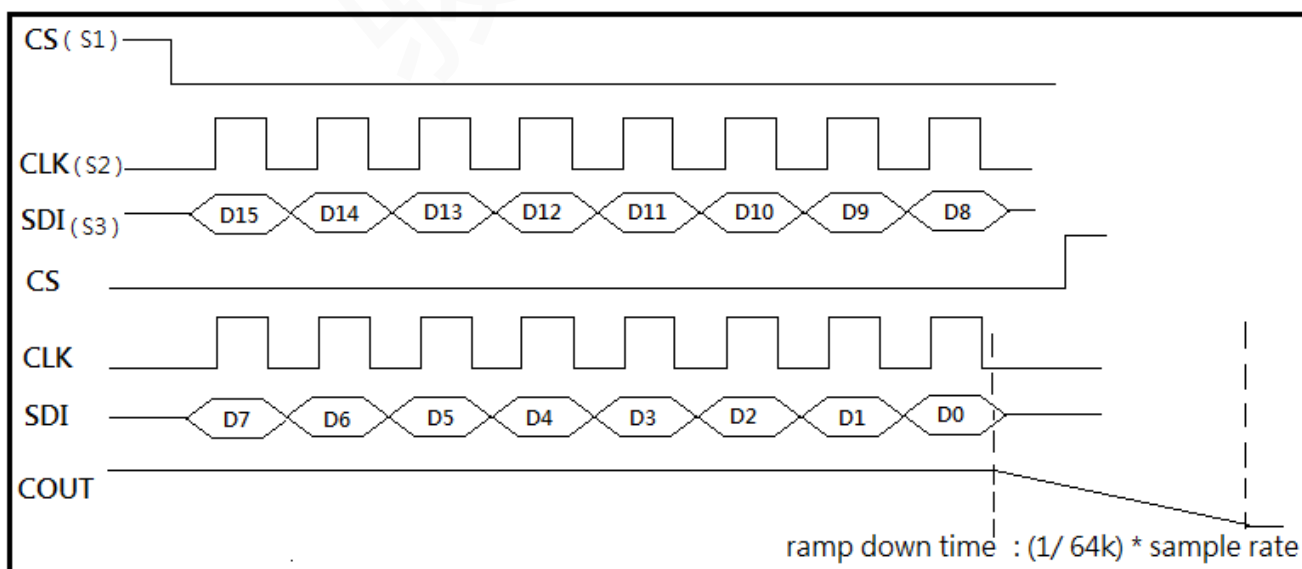 CS(S1)
CLK(S2)
D15 D14 D13 D12 D11 D10 D9 D8
SDI(S3)
CS
CLK
SDI D7 D6 D5 D4 D3 D2 D1 D0
COUT
ramp down time : (1/ 64k) * sample rate